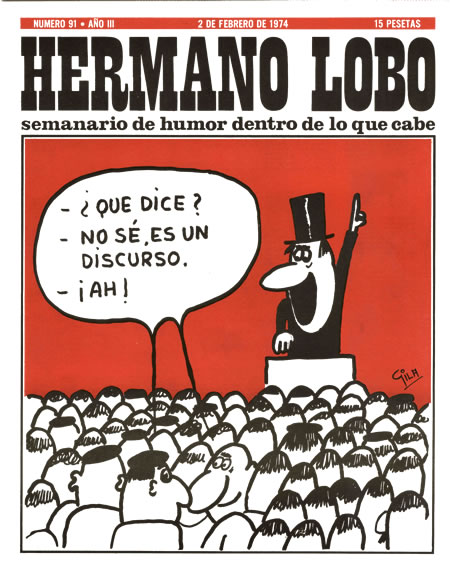 NUMERO 91 • AÑO III 2 DE FEBRERO DE 1974 15 PESETAS
HERMANO LOBO
semanario de humor dentro de lo que cabe
- ¿QUE DICE?
- NO SÉ, ES UN
DISCURSO.
- ¡AH!
GILA